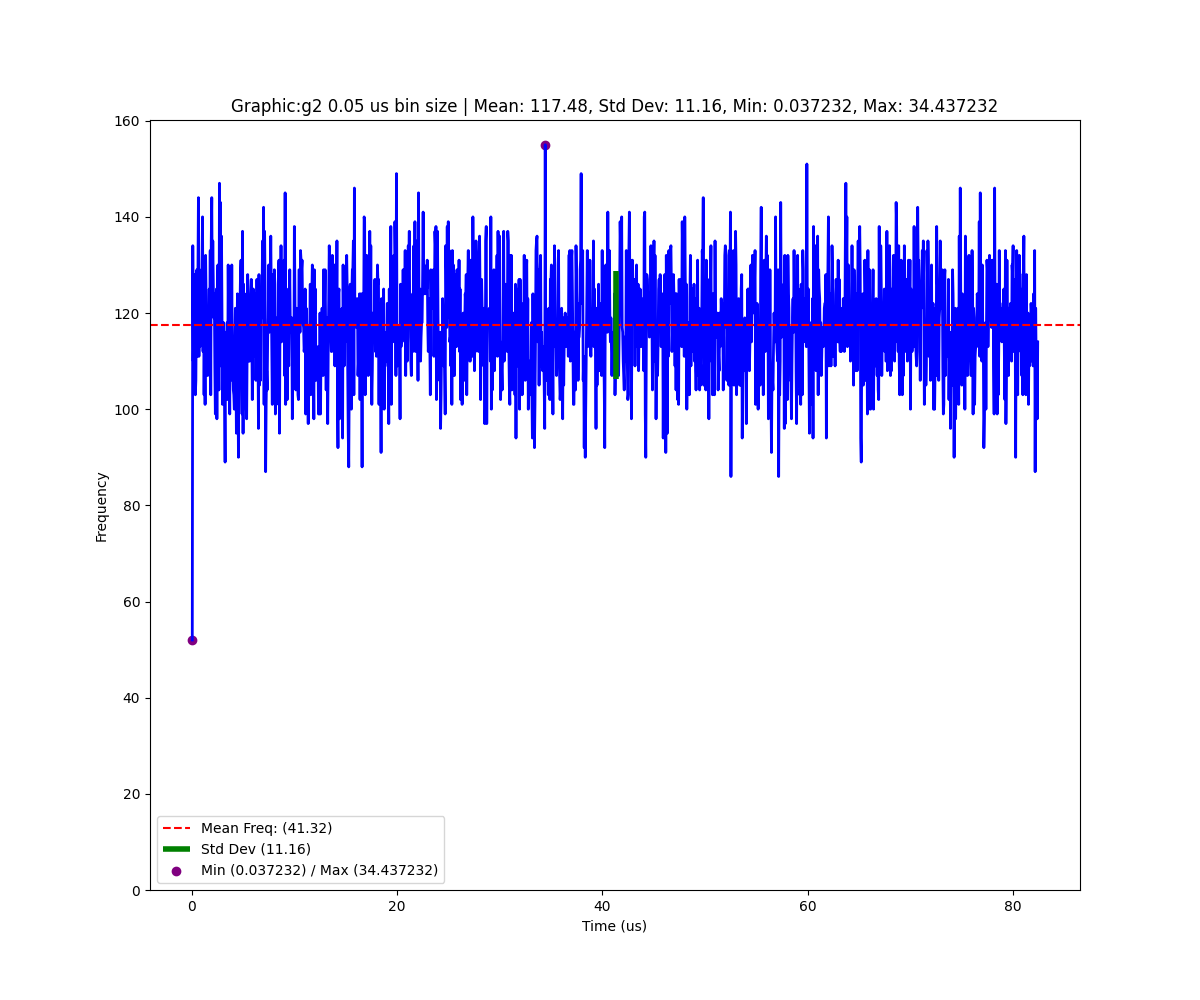 Graphic:g2 0.05 us bin size | Mean: 117.48, Std Dev: 11.16, Min: 0.037232, Max: 34.437232
160
140
120
100
80
60
40
20
0
Frequency
Mean Freq: (41.32)
Std Dev (11.16)
Min (0.037232) / Max (34.437232)
0 20 40 60 80
Time (us)